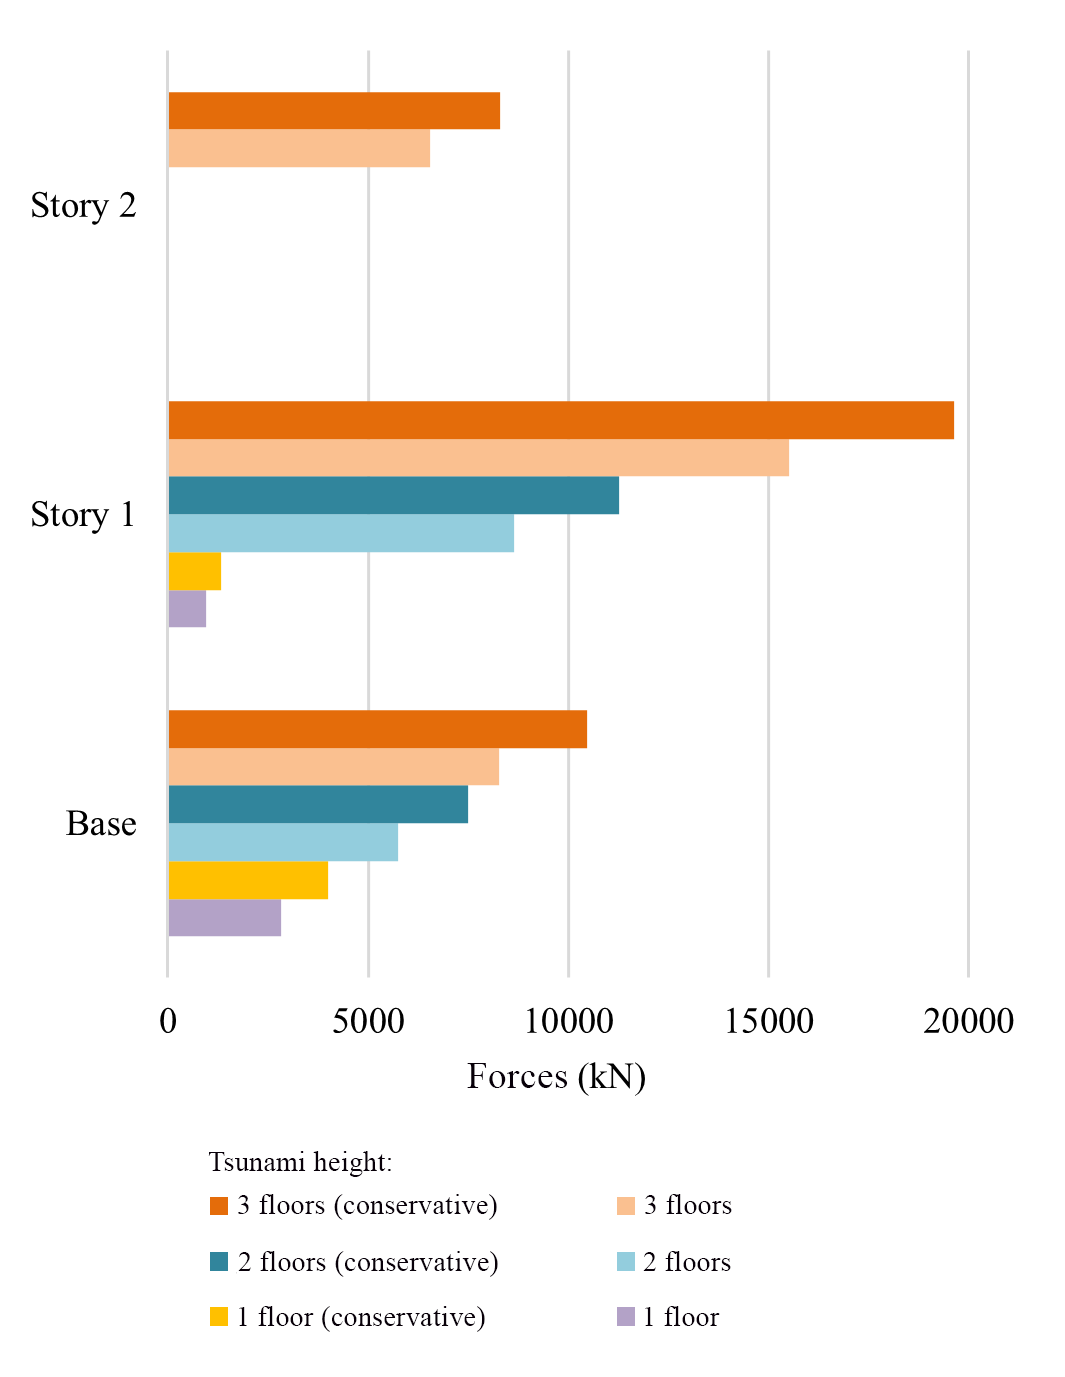 Story 2
Story 1
Base
0 5000 10000 15000 20000
Forces (kN)
Tsunami height:
3 floors (conservative) 3 floors
2 floors (conservative) 2 floors
1 floor (conservative) 1 floor